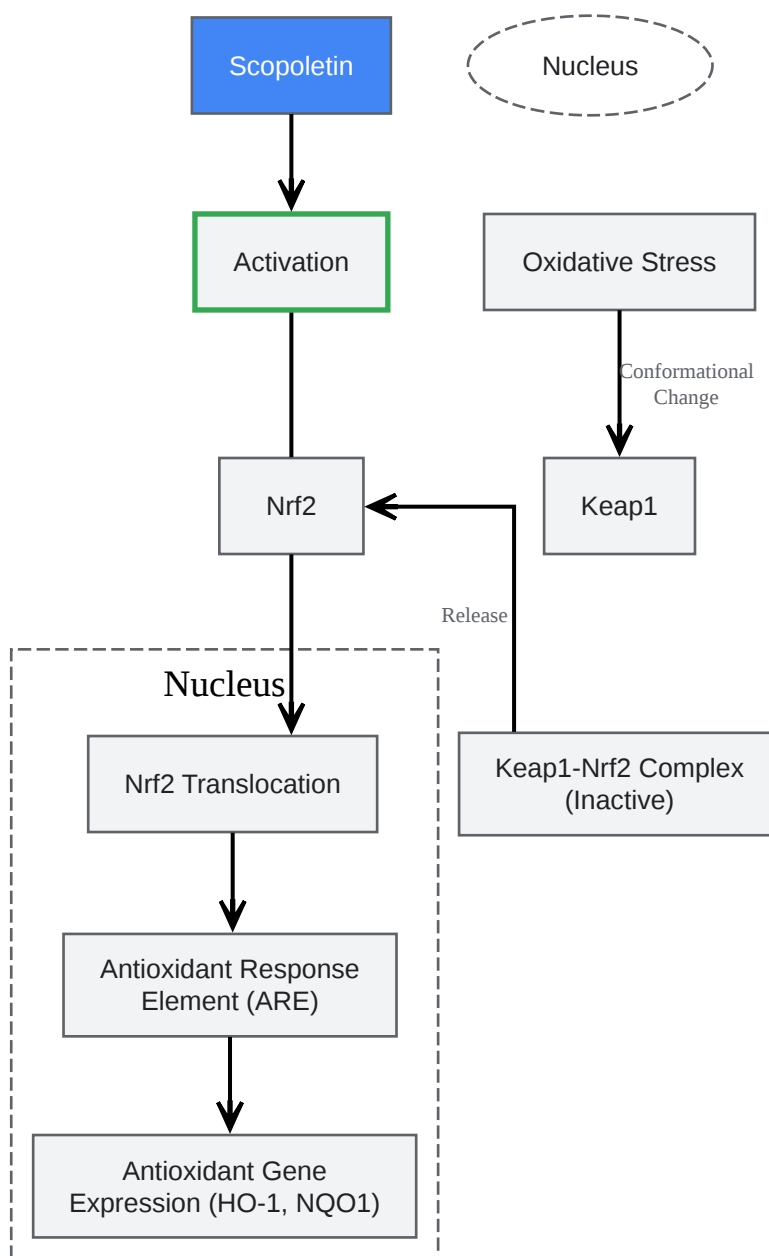 Scopoletin
Nucleus
Activation
Oxidative Stress
Conformational
Change
Nrf2
Keap1
Release
Nucleus
Nrf2 Translocation
Keap1-Nrf2 Complex
(Inactive)
Antioxidant Response
Element (ARE)
Antioxidant Gene
Expression (HO-1, NQO1)